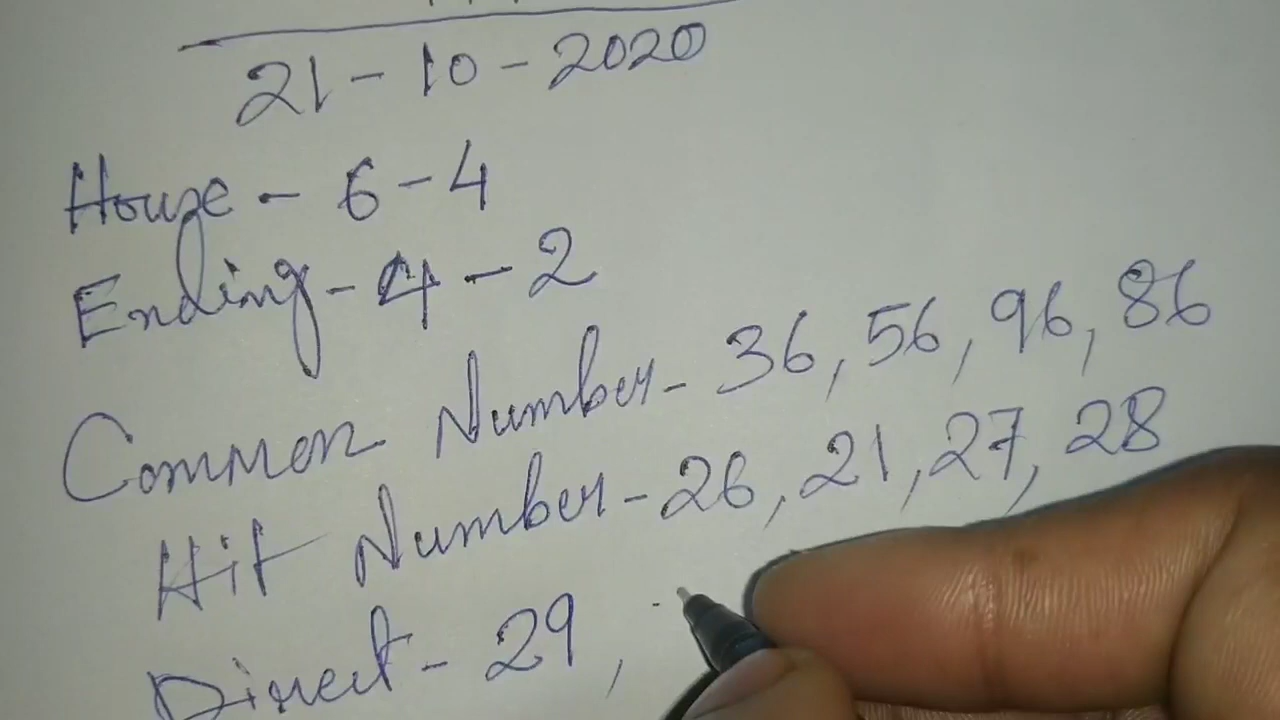 21-10-2020
House - 6-4
Ending - 4-2
Common Number - 36, 56, 96, 86
Hit Number - 26, 21, 27, 28
Direct - 29,